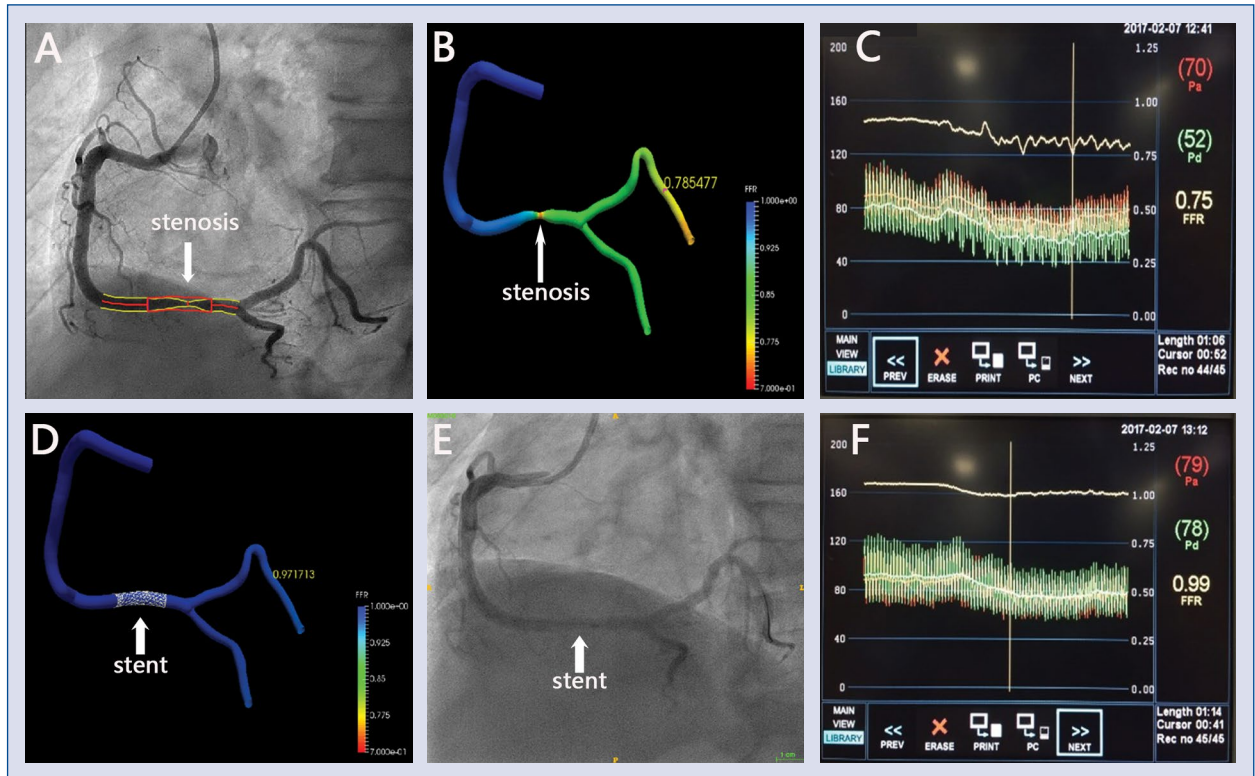 A
stenosis
B
0.785477
FFR
1.000e+00
0.925
0.85
0.775
7.000e-01
stenosis
C
2017-02-07 12:41
200
160
120
80
40
0
1.25
1.00
0.75
0.50
0.25
0.00
(70)
Pa
(52)
Pd
0.75
FFR
MAIN
VIEW
LIBRARY
<<
PREV
ERASE
PRINT
PC
>>
NEXT
Length 01:06
Cursor 00:52
Rec no 44/45
D
0.971713
FFR
1.000e+00
0.925
0.85
0.775
7.000e-01
stent
E
stent
1 cm
F
2017-02-07 13:12
200
160
120
80
40
0
1.25
1.00
0.75
0.50
0.25
0.00
(79)
Pa
(78)
Pd
0.99
FFR
MAIN
VIEW
LIBRARY
<<
PREV
ERASE
PRINT
PC
>>
NEXT
Length 01:14
Cursor 00:41
Rec no 45/45